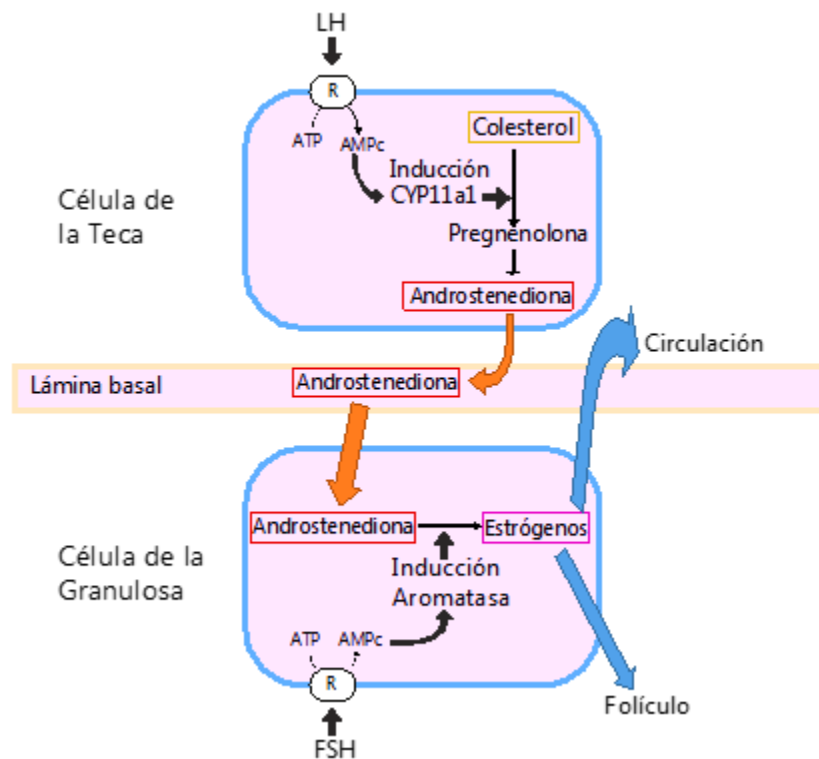 LH
R
ATP
AMPc
Colesterol
Inducción
CYP11a1
Célula de
la Teca
Pregnenolona
Androstenediona
Circulación
Lámina basal
Androstenediona
Androstenediona
Estrógenos
Célula de la
Granulosa
Inducción
Aromatasa
ATP
AMPc
R
Folículo
FSH